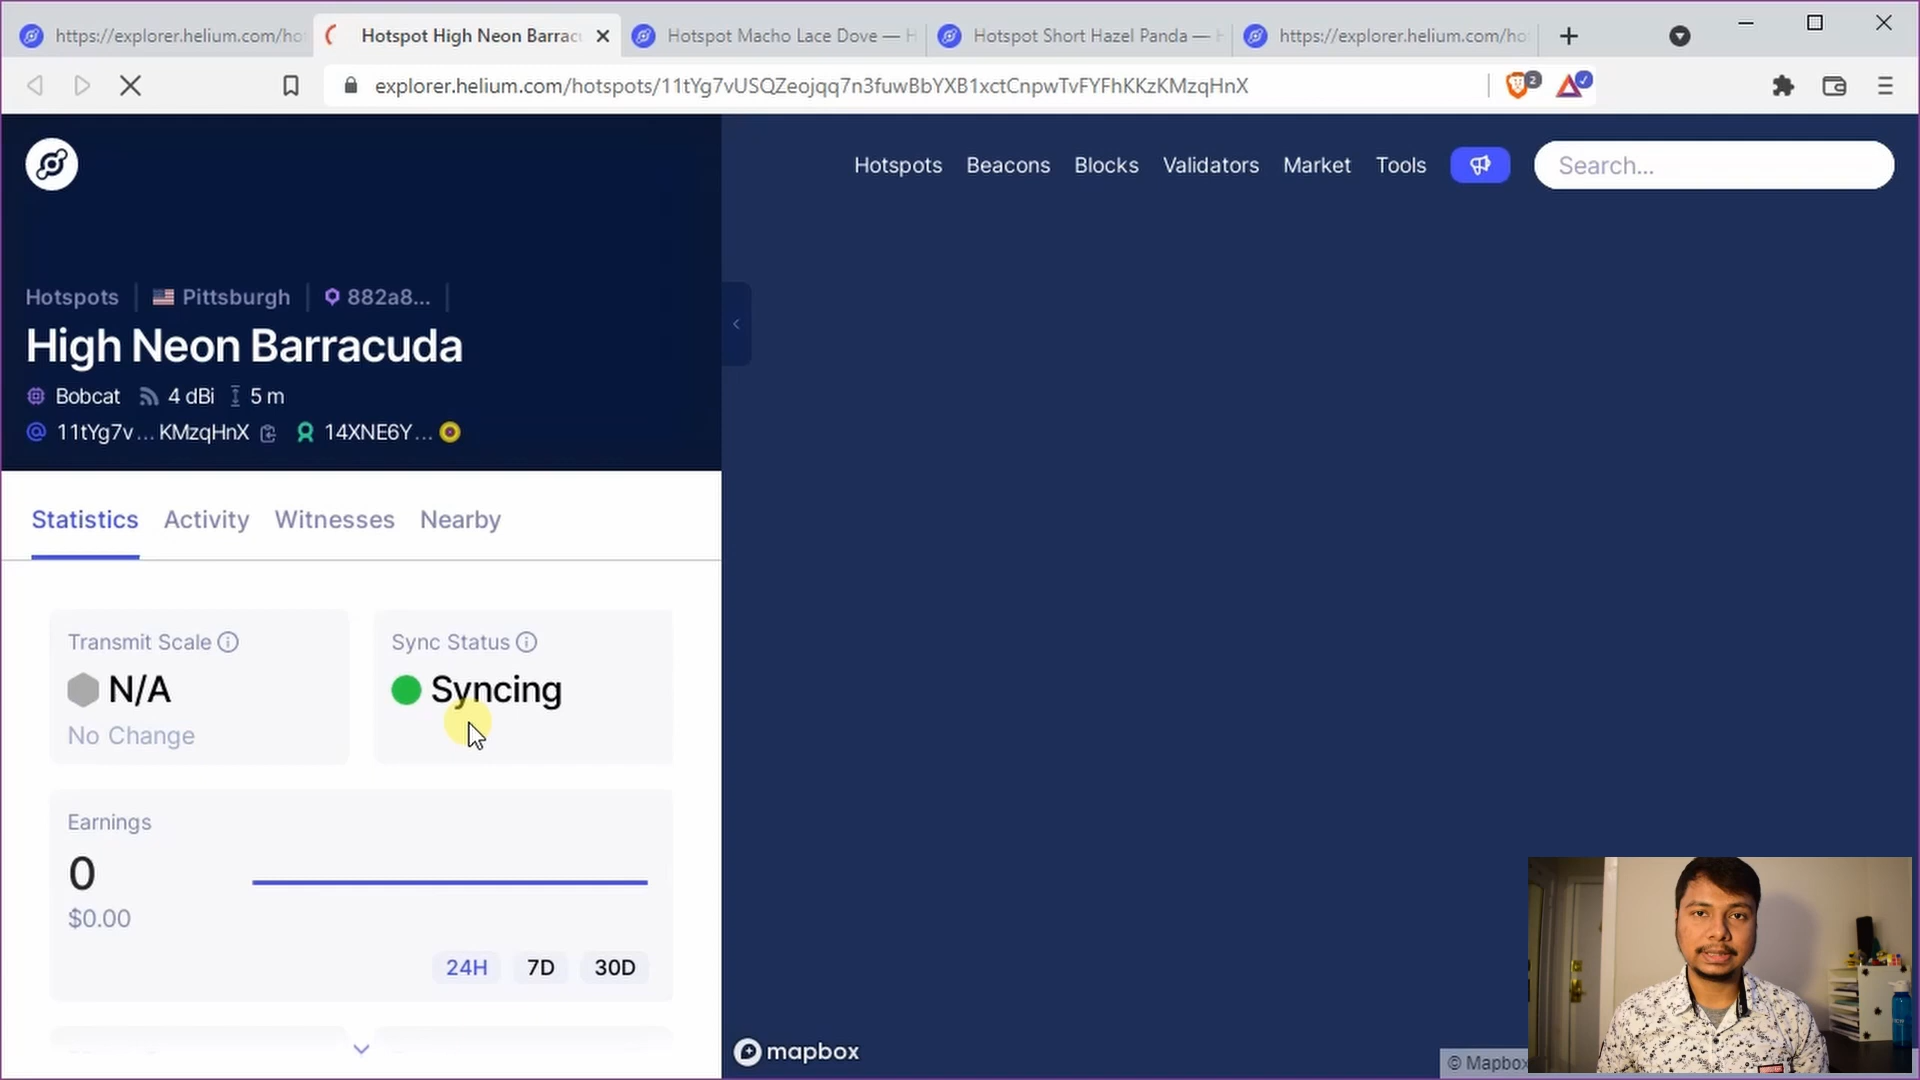 https://explorer.helium.com/ho
Hotspot High Neon Barrac
Hotspot Macho Lace Dove — H
Hotspot Short Hazel Panda — H
https://explorer.helium.com/ho
explorer.helium.com/hotspots/11tYg7vUSQZeojqq7n3fuwBbYXB1xctCnpwTvFYFhKKzKMzqHnX
2
Hotspots Beacons Blocks Validators Market Tools
Search...
Hotspots Pittsburgh 882a8...
High Neon Barracuda
Bobcat 4 dBi 5 m
11tYg7v... KMzqHnX 14XNE6Y...
Statistics Activity Witnesses Nearby
Transmit Scale
N/A
No Change
Sync Status
Syncing
Earnings
0
$0.00
24H 7D 30D
mapbox
© Mapbox